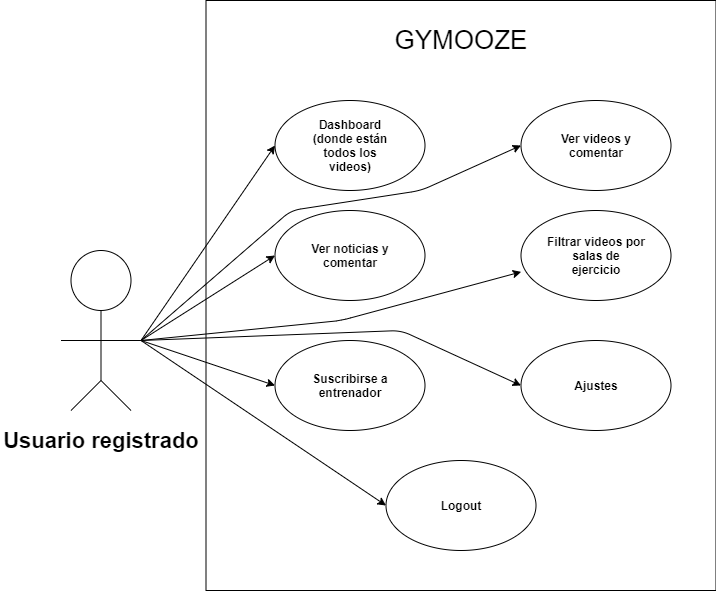 GYMOOZE
Dashboard
(donde están
todos los
videos)
Ver videos y
comentar
Ver noticias y
comentar
Filtrar videos por
salas de
ejercicio
Suscribirse a
entrenador
Ajustes
Usuario registrado
Logout